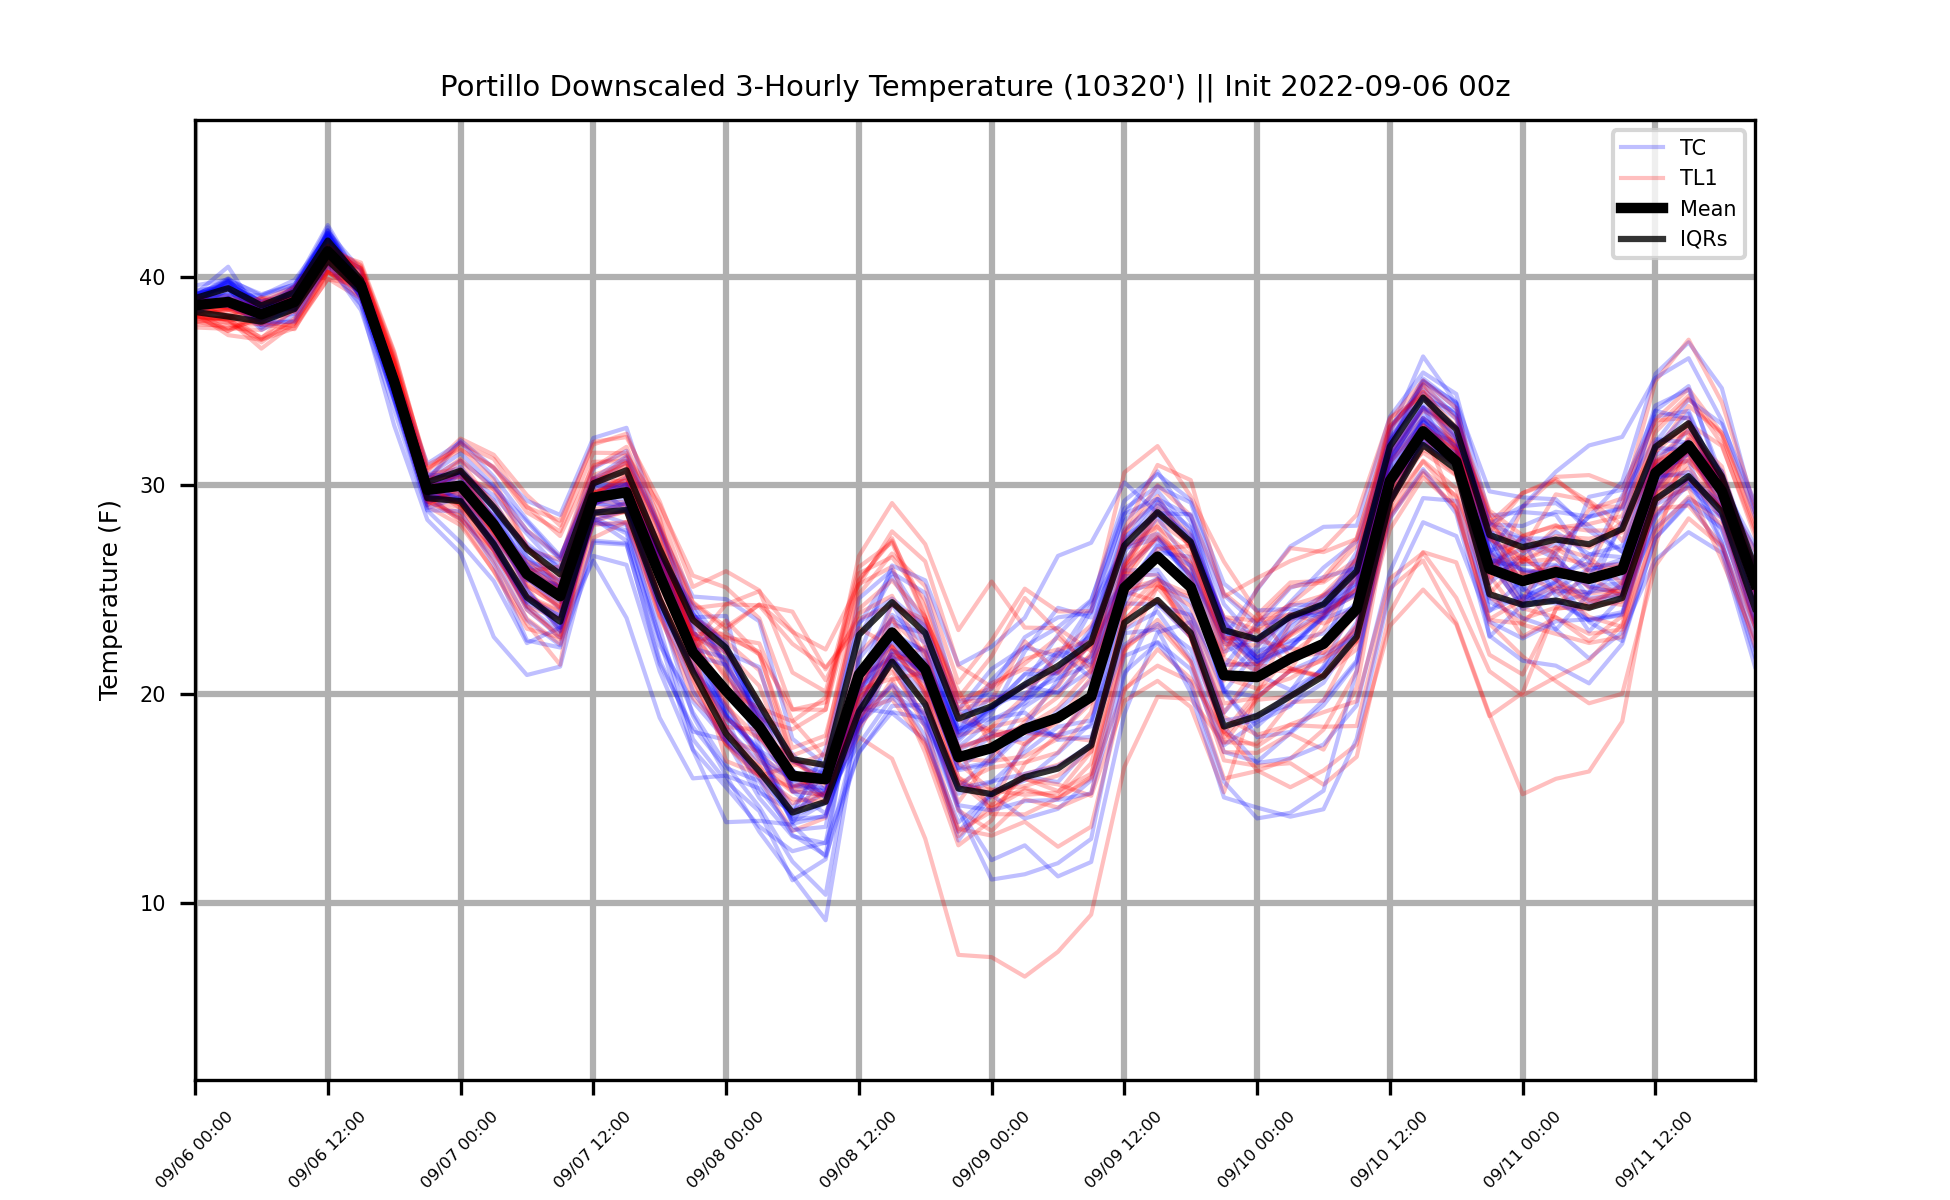 Portillo Downscaled 3-Hourly Temperature (10320') || Init 2022-09-06 00z
TC
TL1
Mean
IQRs
Temperature (F)
40
30
20
10
09/06 00:00
09/06 12:00
09/07 00:00
09/07 12:00
09/08 00:00
09/08 12:00
09/09 00:00
09/09 12:00
09/10 00:00
09/10 12:00
09/11 00:00
09/11 12:00